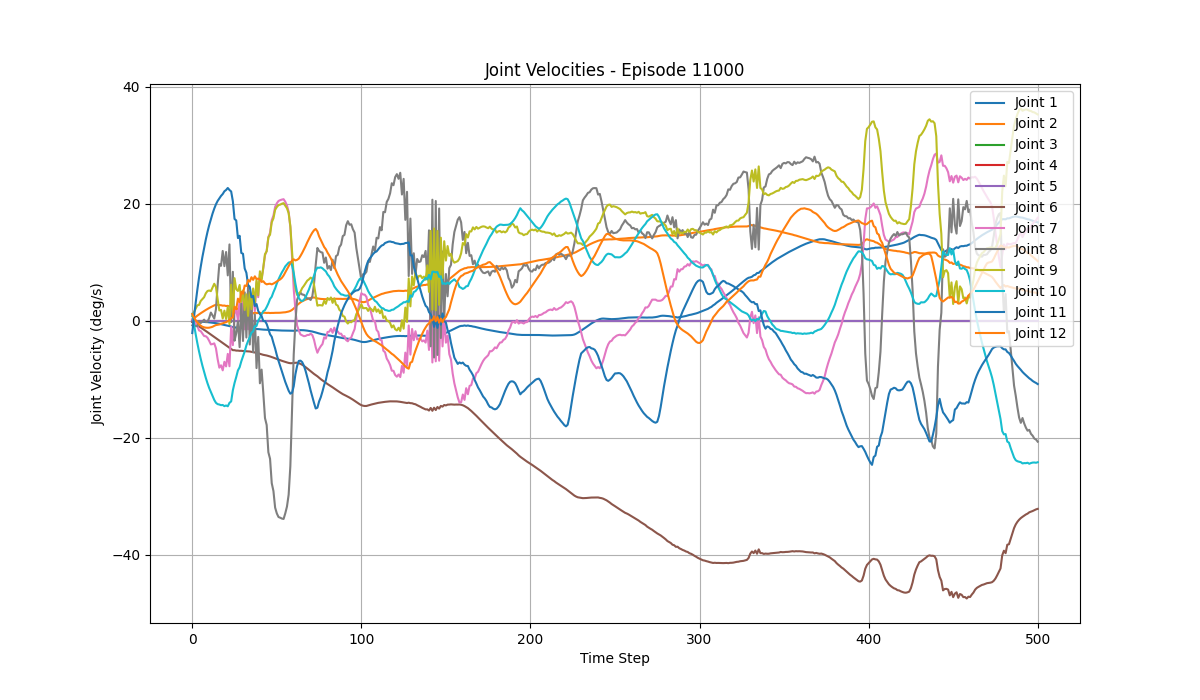 Joint Velocities - Episode 11000
Joint Velocity (deg/s)
40
20
0
−20
−40
0 100 200 300 400 500
Time Step
Joint 1
Joint 2
Joint 3
Joint 4
Joint 5
Joint 6
Joint 7
Joint 8
Joint 9
Joint 10
Joint 11
Joint 12